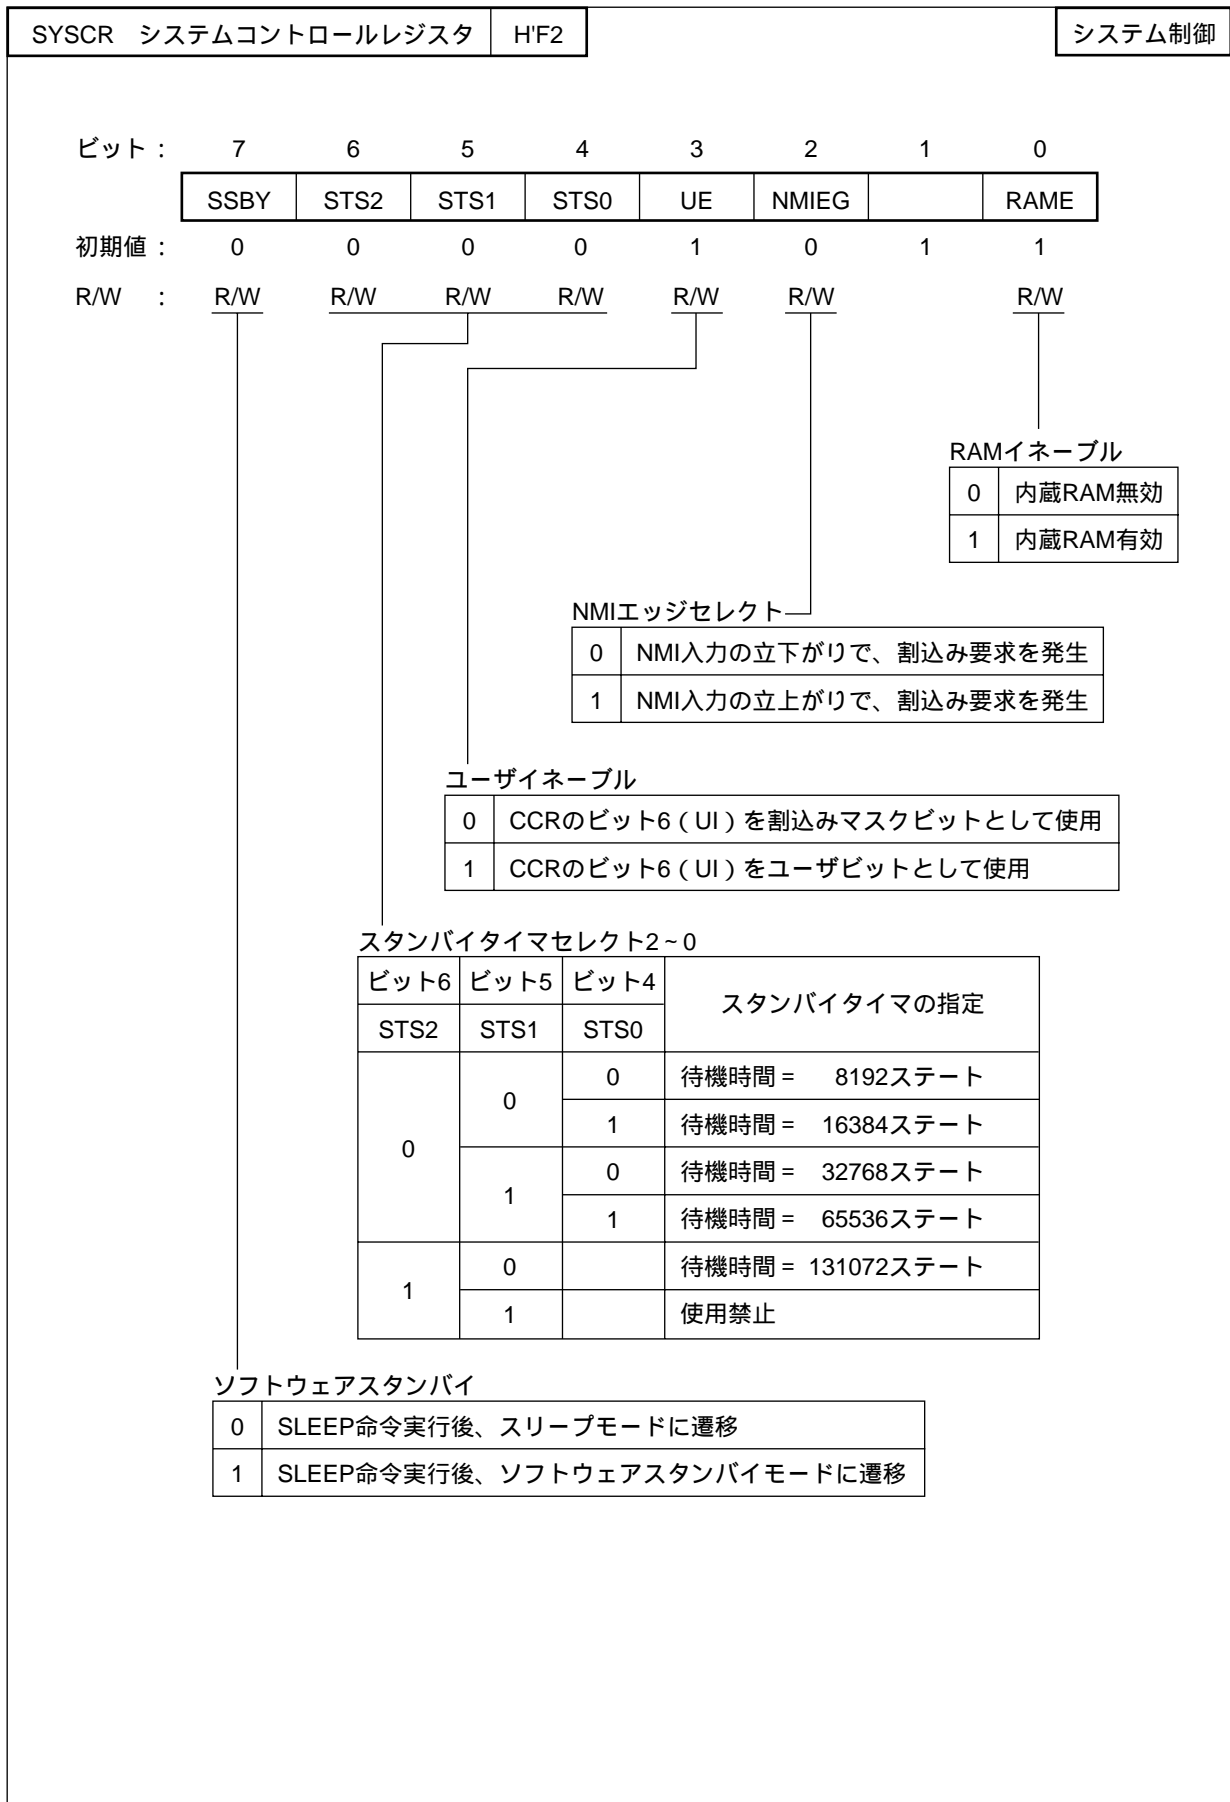 SYSCR システムコントロールレジスタ H'F2 システム制御
ビット： 7 6 5 4 3 2 1 0
SSBY STS2 STS1 STS0 UE NMIEG RAME
初期値： 0 0 0 0 1 0 1 1
R/W ： R/W R/W R/W R/W R/W R/W R/W
RAMイネーブル
0 内蔵RAM無効
1 内蔵RAM有効
NMIエッジセレクト
0 NMI入力の立下がりで、割込み要求を発生
1 NMI入力の立上がりで、割込み要求を発生
ユーザイネーブル
0 CCRのビット6（UI）を割込みマスクビットとして使用
1 CCRのビット6（UI）をユーザビットとして使用
スタンバイタイマセレクト2～0
ビット6 ビット5 ビット4 スタンバイタイマの指定
STS2 STS1 STS0
0 0 0 待機時間＝ 8192ステート
1 待機時間＝ 16384ステート
1 0 待機時間＝ 32768ステート
1 待機時間＝ 65536ステート
1 0 待機時間＝ 131072ステート
1 使用禁止
ソフトウェアスタンバイ
0 SLEEP命令実行後、スリープモードに遷移
1 SLEEP命令実行後、ソフトウェアスタンバイモードに遷移